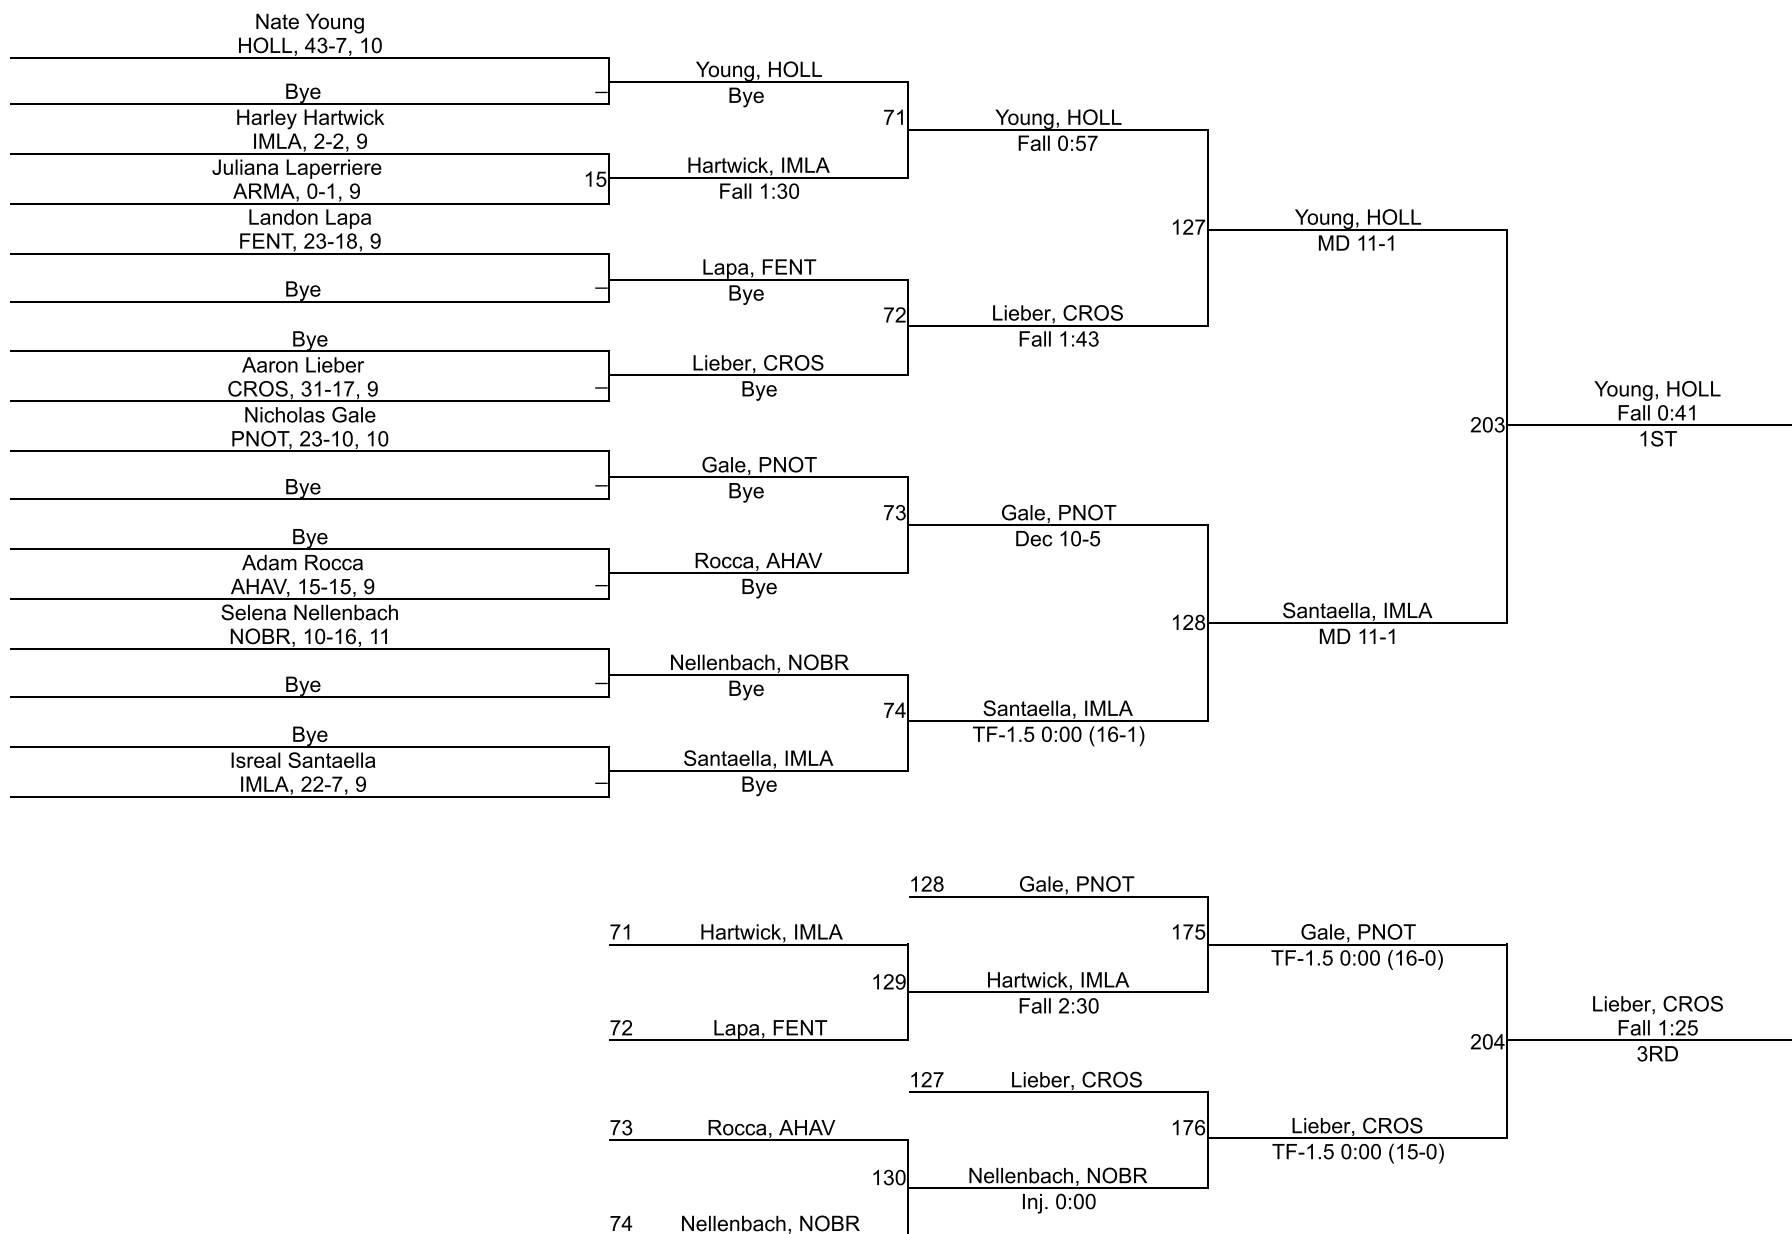 Nate Young
HOLL, 43-7, 10
Bye
Harley Hartwick
IMLA, 2-2, 9
Juliana Laperriere
ARMA, 0-1, 9
Landon Lapa
FENT, 23-18, 9
Bye
Bye
Aaron Lieber
CROS, 31-17, 9
Nicholas Gale
PNOT, 23-10, 10
Bye
Bye
Adam Rocca
AHAV, 15-15, 9
Selena Nellenbach
NOBR, 10-16, 11
Bye
Bye
Isreal Santaella
IMLA, 22-7, 9
–
15
–
–
–
–
–
–
Young, HOLL
Bye
Hartwick, IMLA
Fall 1:30
Lapa, FENT
Bye
Lieber, CROS
Bye
Gale, PNOT
Bye
Rocca, AHAV
Bye
Nellenbach, NOBR
Bye
Santaella, IMLA
Bye
71
72
73
74
Young, HOLL
Fall 0:57
Lieber, CROS
Fall 1:43
Gale, PNOT
Dec 10-5
Santaella, IMLA
TF-1.5 0:00 (16-1)
127
128
Young, HOLL
MD 11-1
Santaella, IMLA
MD 11-1
203
Young, HOLL
Fall 0:41
1ST
71 Hartwick, IMLA
72 Lapa, FENT
73 Rocca, AHAV
74 Nellenbach, NOBR
129
130
128 Gale, PNOT
Hartwick, IMLA
Fall 2:30
127 Lieber, CROS
Nellenbach, NOBR
Inj. 0:00
175
176
Gale, PNOT
TF-1.5 0:00 (16-0)
Lieber, CROS
TF-1.5 0:00 (15-0)
204
Lieber, CROS
Fall 1:25
3RD